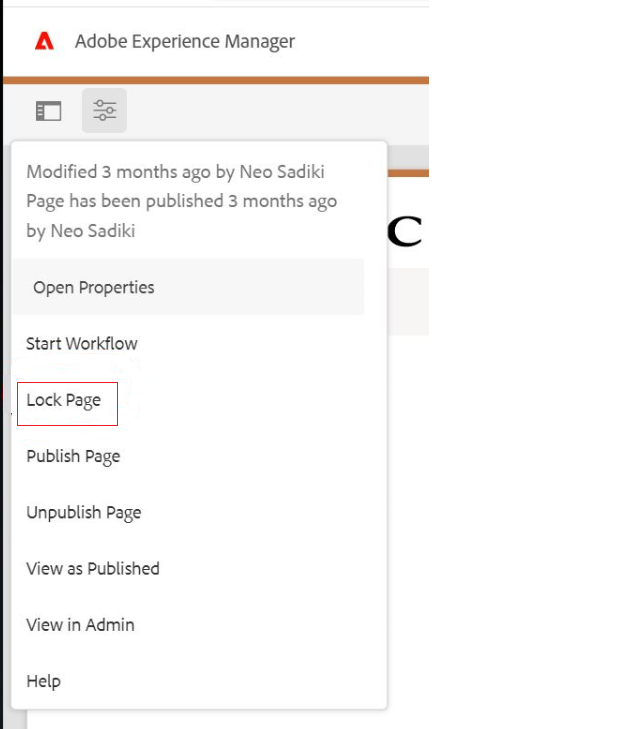 Adobe Experience Manager
Modified 3 months ago by Neo Sadiki
Page has been published 3 months ago
by Neo Sadiki
C
Open Properties
Start Workflow
Lock Page
Publish Page
Unpublish Page
View as Published
View in Admin
Help